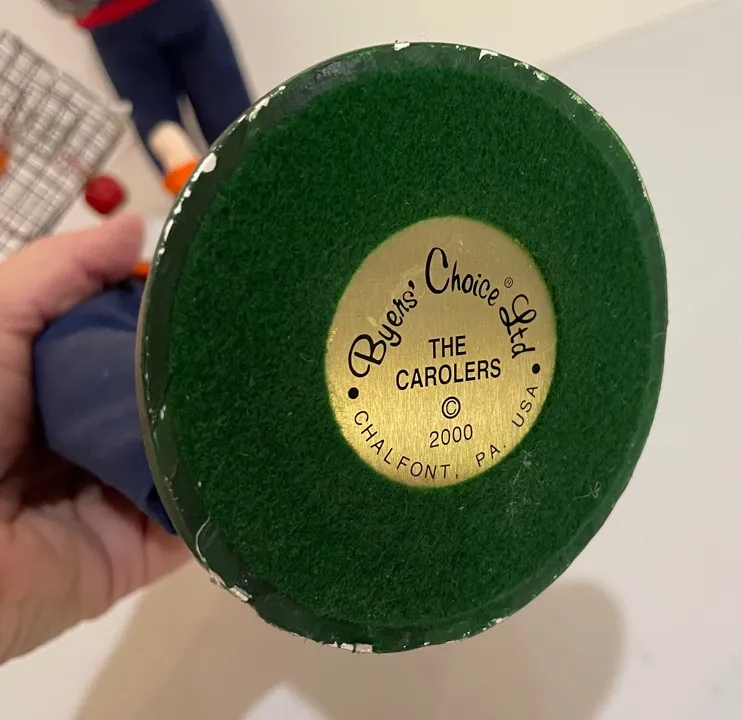 Byers' Choice® Ltd
THE
CAROLERS
©
2000
• CHALFONT, PA. USA •